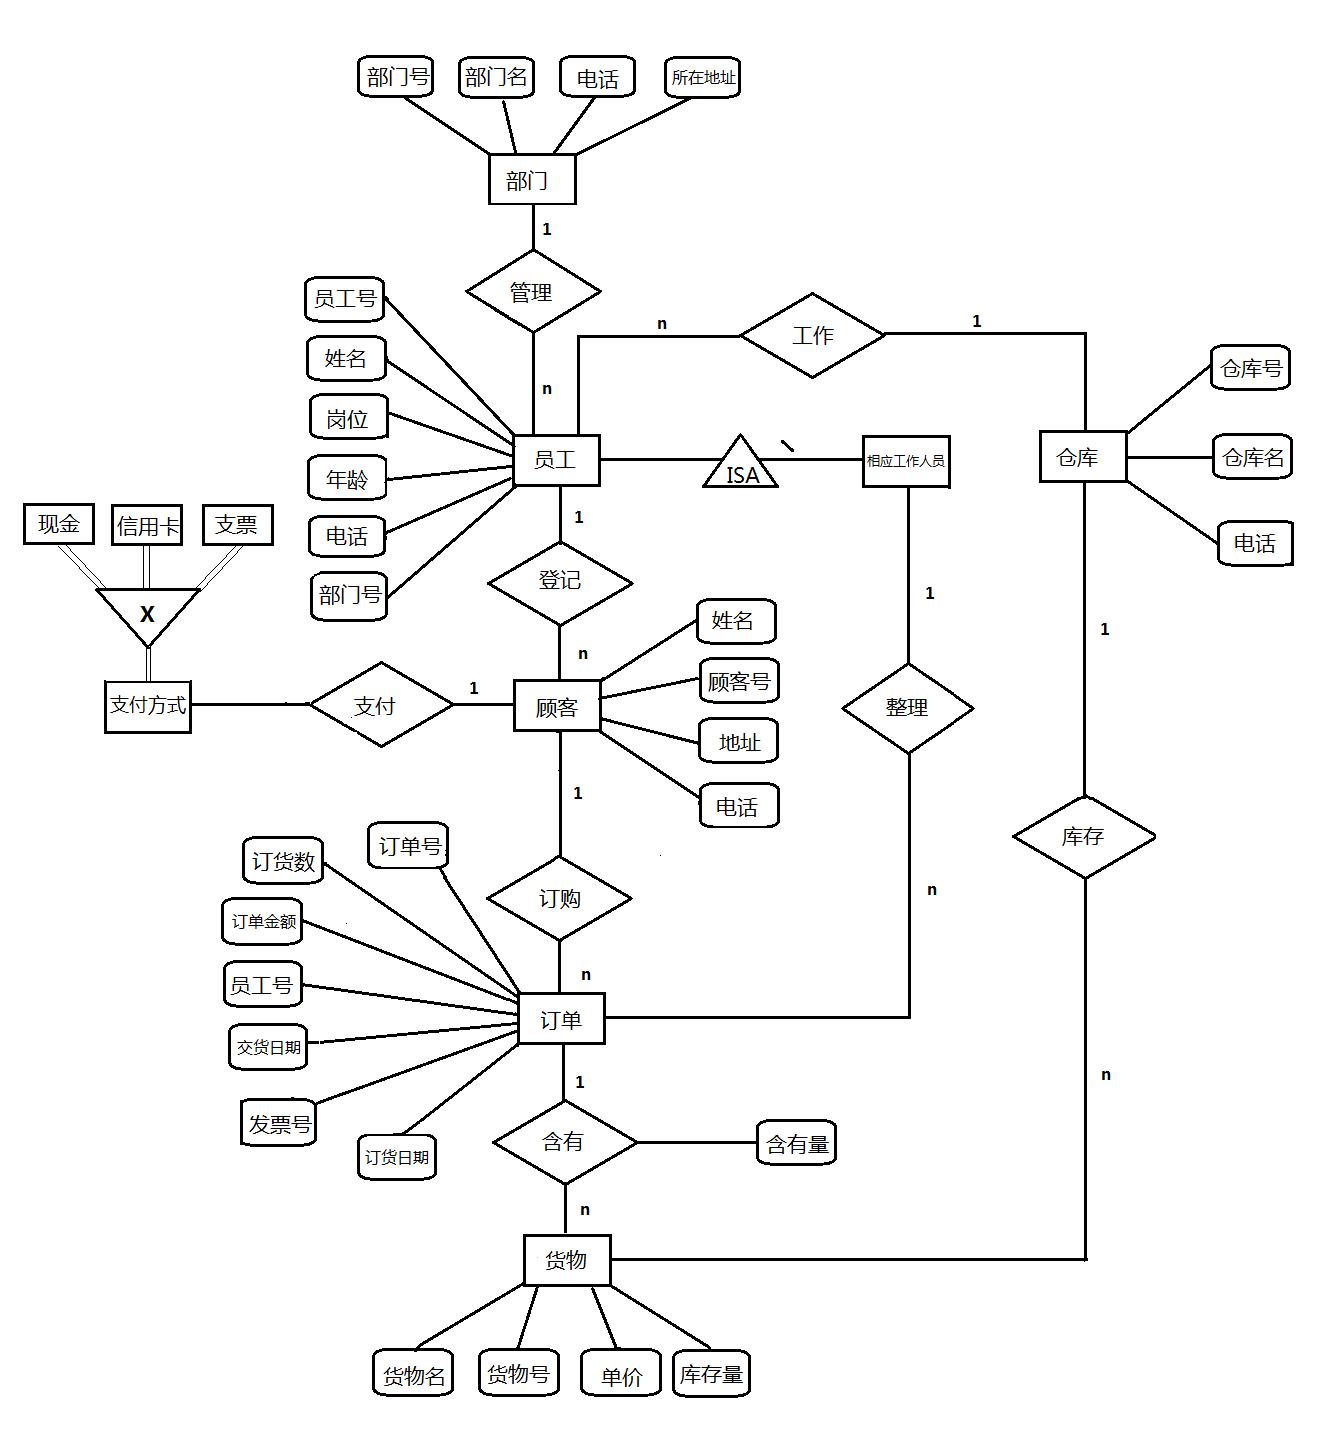 部门号
部门名
电话
所在地址
部门
1
管理
n
员工号
姓名
岗位
年龄
电话
部门号
员工
n
工作
1
ISA
相应工作人员
仓库
仓库号
仓库名
电话
现金
信用卡
支票
X
支付方式
支付
1
1
登记
n
顾客
姓名
顾客号
地址
电话
1
整理
n
1
库存
n
1
订购
n
订单号
订货数
订单金额
员工号
交货日期
发票号
订货日期
订单
1
含有
含有量
n
货物
货物名
货物号
单价
库存量